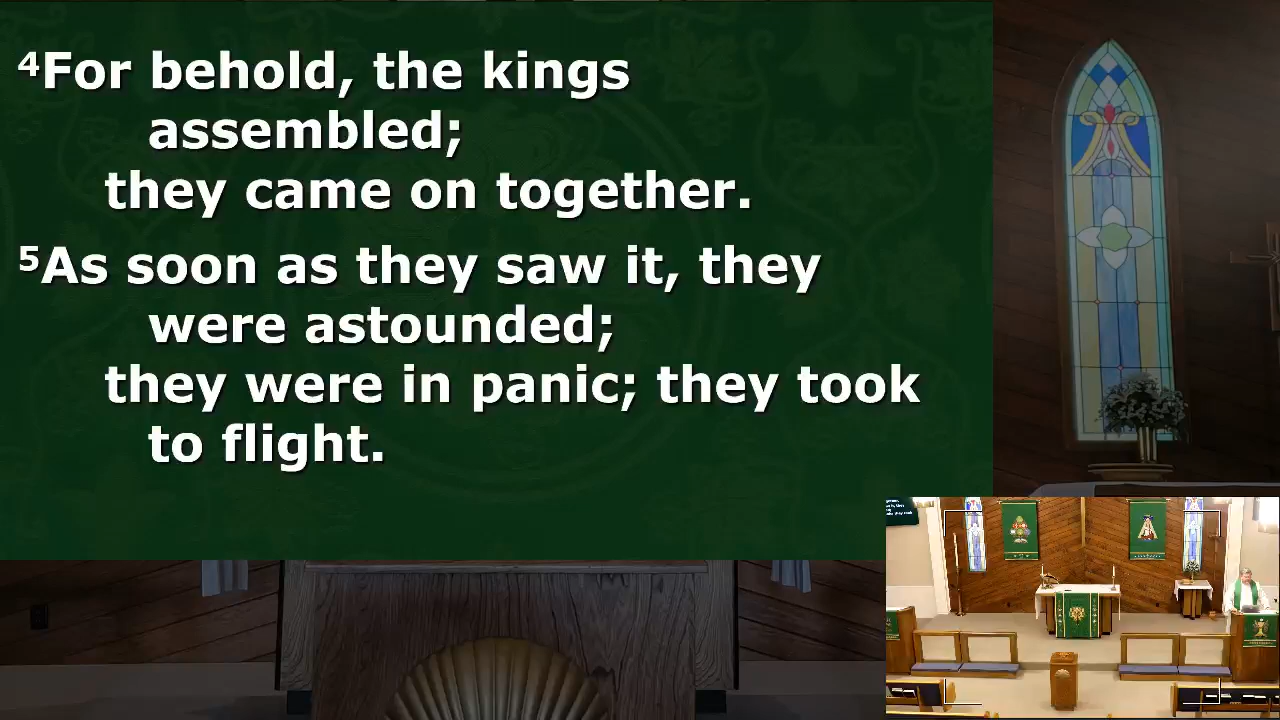 ⁴For behold, the kings
assembled;
they came on together.
⁵As soon as they saw it, they
were astounded;
they were in panic; they took
to flight.